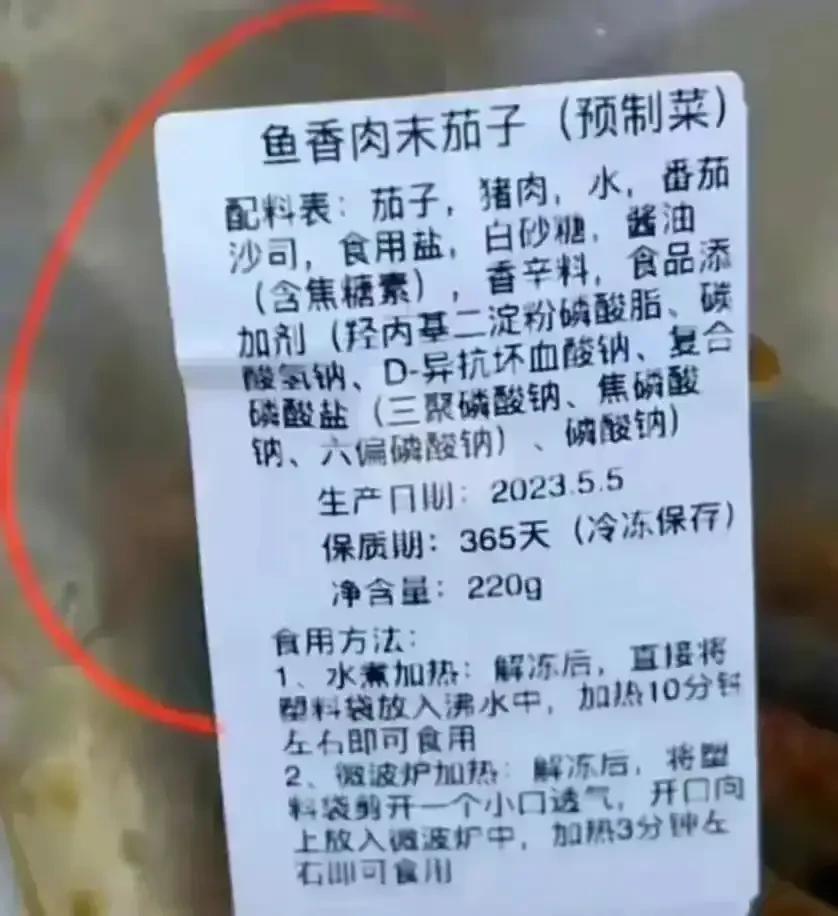 鱼香肉末茄子（预制菜）
配料表：茄子，猪肉，水，番茄
沙司，食用盐，白砂糖，酱油
（含焦糖素），香辛料，食品添
加剂（羟内基二淀粉磷酸脂、碳
酸氢钠、D-异抗坏血酸钠、复合
磷酸盐（三聚磷酸钠、焦磷酸
钠、六偏磷酸钠）、磷酸钠）
生产日期：2023.5.5
保质期：365天（冷冻保存）
净含量：220g
食用方法：
1、水煮加热：解冻后，直接将
塑料袋放入沸水中，加热10分钟
左右即可食用
2、微波炉加热：解冻后，将塑
料袋剪开一个小口透气，开口向
上放入微波炉中，加热3分钟左
右即可食用